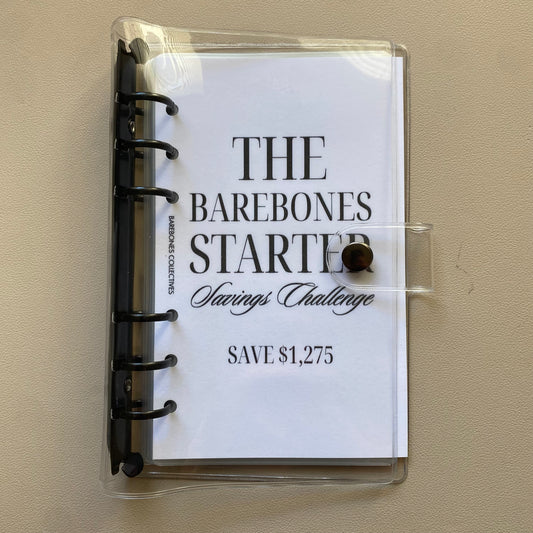 THE
BAREBONES
STARTER
Savings Challenge
SAVE $1,275
BAREBONES COLLECTIVES